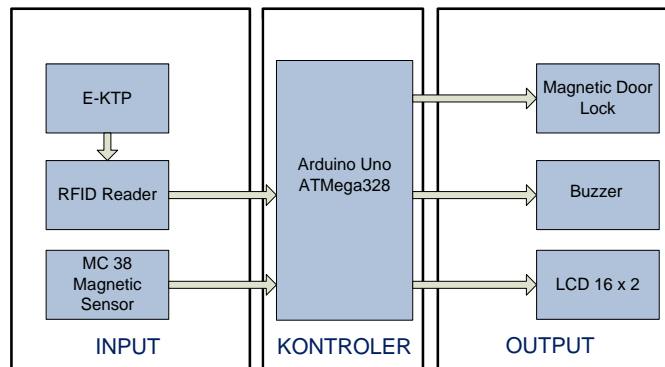 E-KTP
RFID Reader
MC 38
Magnetic
Sensor
INPUT
Arduino Uno
ATMega328
KONTROLER
Magnetic Door
Lock
Buzzer
LCD 16 x 2
OUTPUT